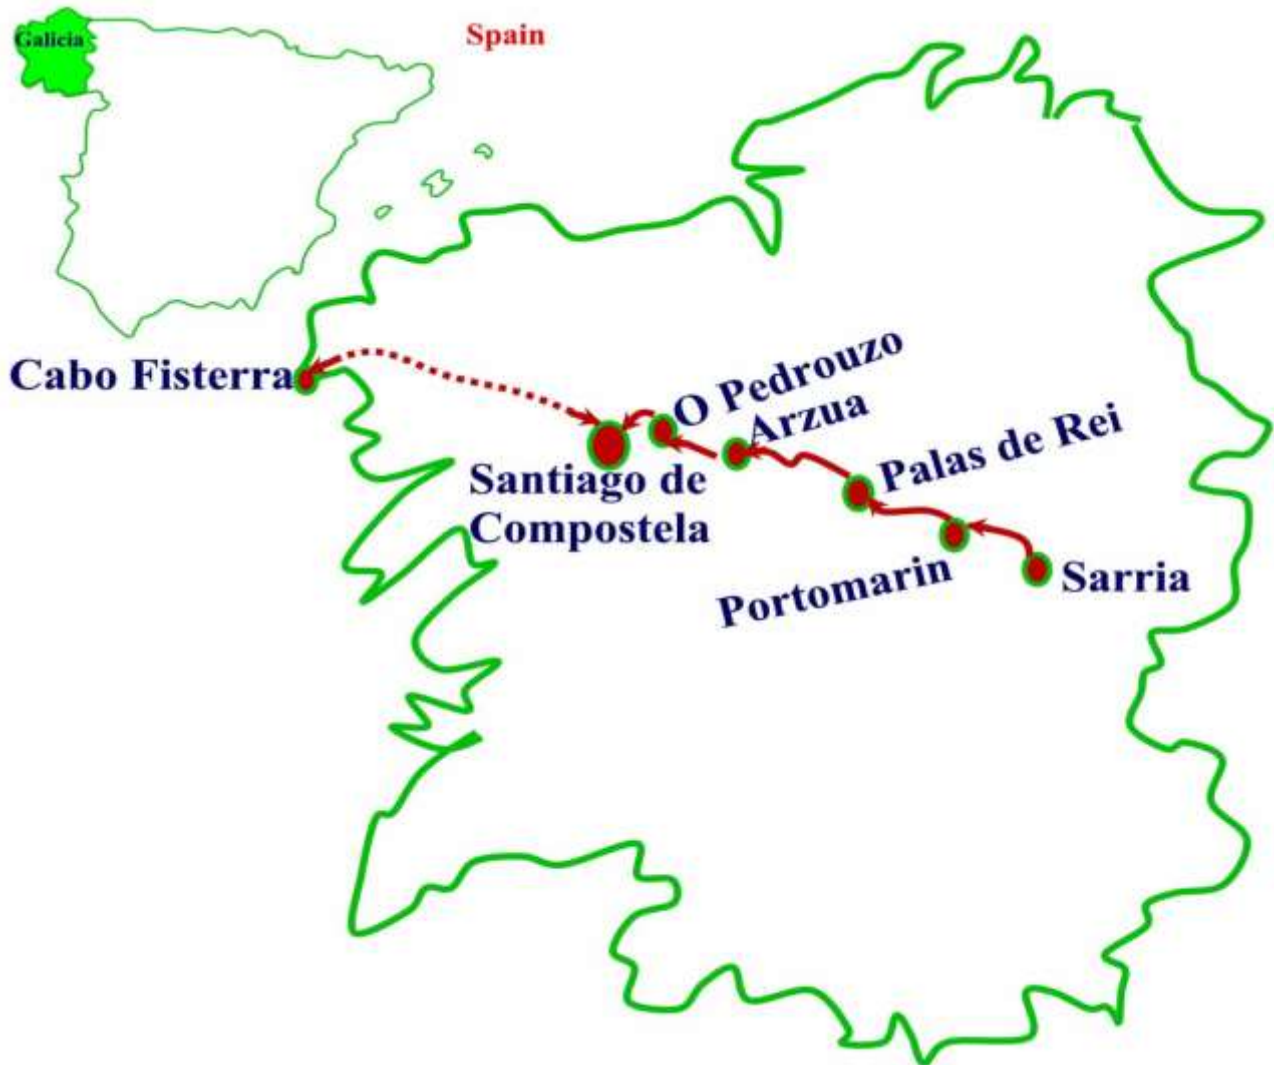 Galicia
Spain
Cabo Fisterra
O Pedrouzo
Arzua
Palas de Rei
Santiago de
Compostela
Portomarin
Sarria